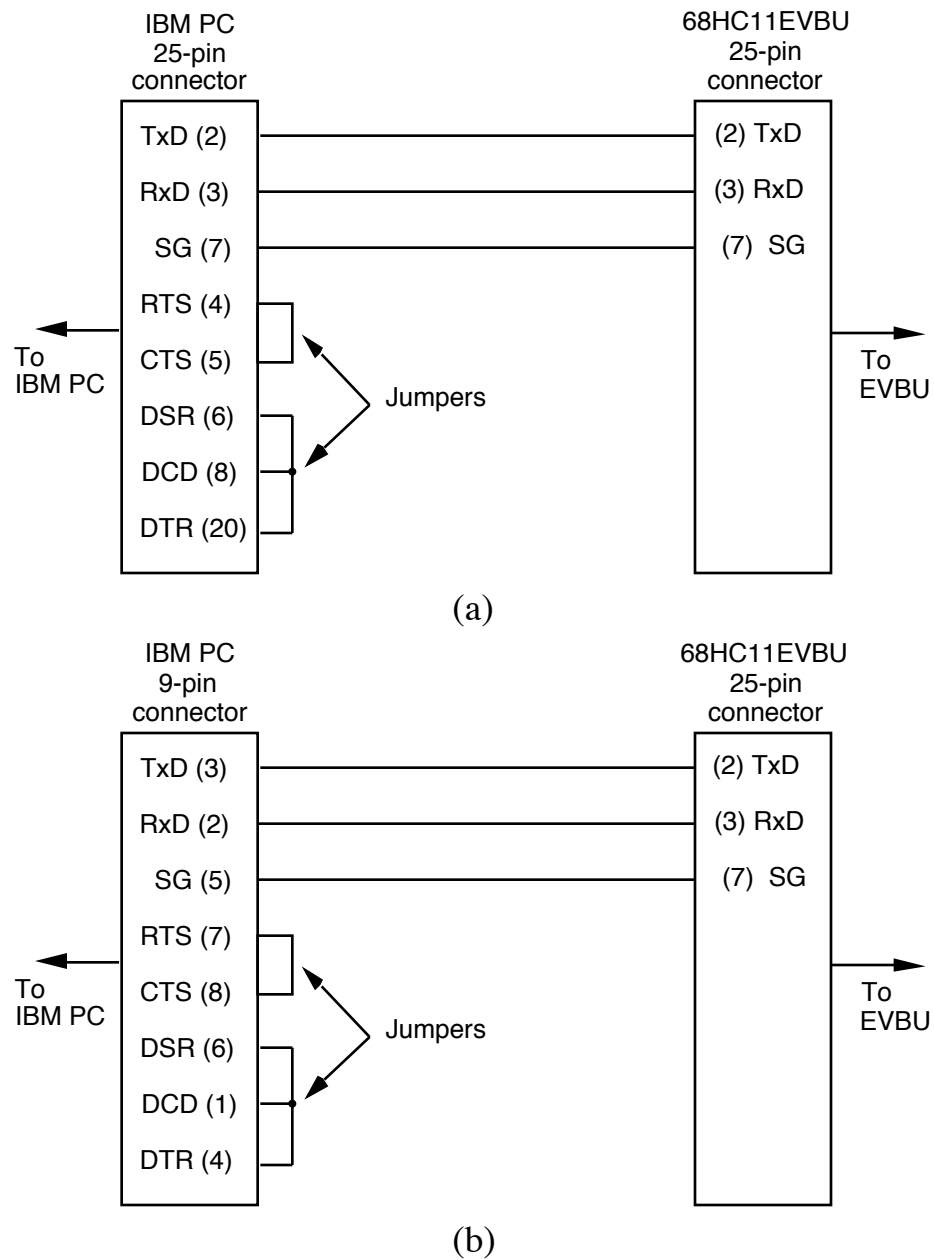 IBM PC
25-pin
connector
68HC11EVBU
25-pin
connector
TxD (2)
(2) TxD
RxD (3)
(3) RxD
SG (7)
(7) SG
RTS (4)
CTS (5)
DSR (6)
DCD (8)
DTR (20)
To
IBM PC
Jumpers
To
EVBU
(a)
IBM PC
9-pin
connector
68HC11EVBU
25-pin
connector
TxD (3)
(2) TxD
RxD (2)
(3) RxD
SG (5)
(7) SG
RTS (7)
CTS (8)
DSR (6)
DCD (1)
DTR (4)
To
IBM PC
Jumpers
To
EVBU
(b)